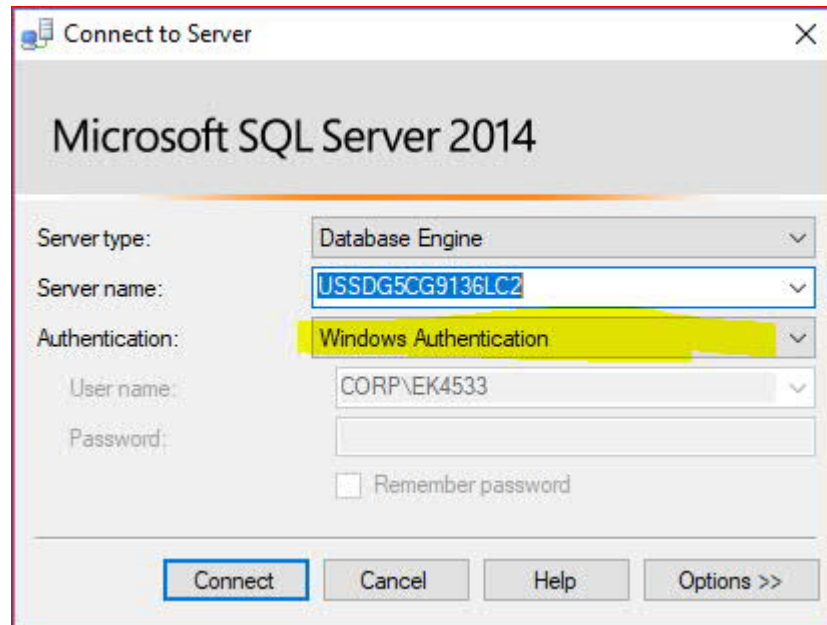 Connect to Server
Microsoft SQL Server 2014
Server type: Database Engine
Server name: USSDG5CG9136LC2
Authentication: Windows Authentication
User name: CORP\EK4533
Password:
Remember password
Connect Cancel Help Options >>